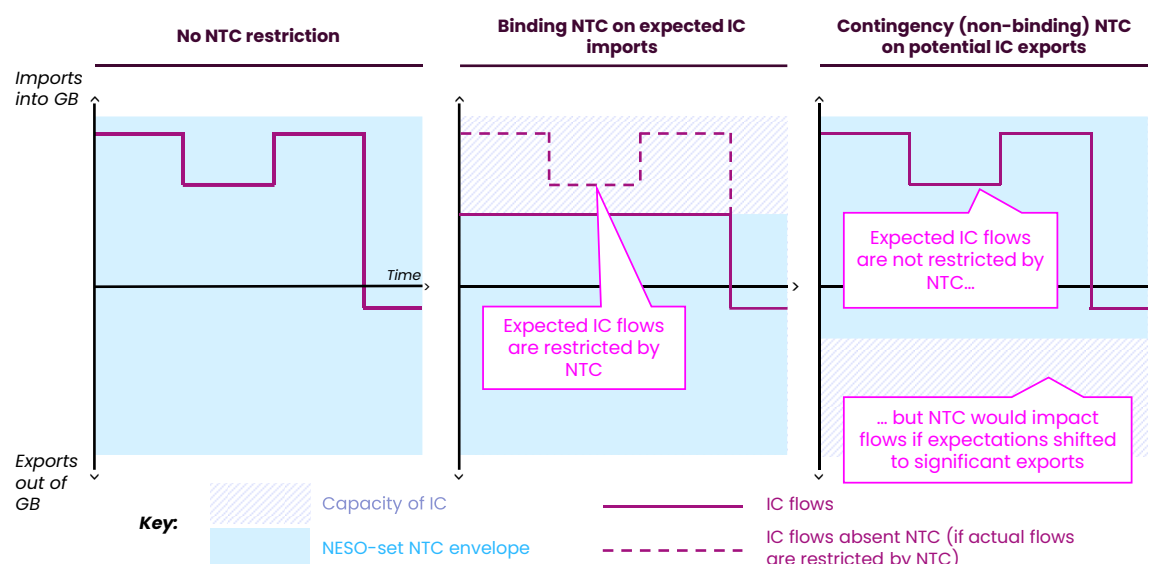 No NTC restriction
Binding NTC on expected IC
imports
Contingency (non-binding) NTC
on potential IC exports
Imports
into GB
Time
Expected IC flows
are restricted by
NTC
Expected IC flows
are not restricted by
NTC...
... but NTC would impact
flows if expectations shifted
to significant exports
Exports
out of
GB
Key:
Capacity of IC
NESO-set NTC envelope
IC flows
IC flows absent NTC (if actual flows
are restricted by NTC)